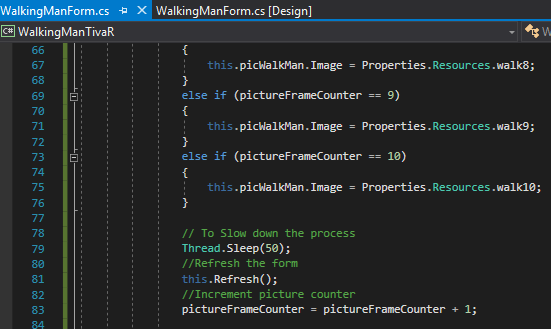 WalkingManForm.cs WalkingManForm.cs [Design]
C# WalkingManTivaR
66 {
67 this.picWalkMan.Image = Properties.Resources.walk8;
68 }
69 else if (pictureFrameCounter == 9)
70 {
71 this.picWalkMan.Image = Properties.Resources.walk9;
72 }
73 else if (pictureFrameCounter == 10)
74 {
75 this.picWalkMan.Image = Properties.Resources.walk10;
76 }
77
78 // To Slow down the process
79 Thread.Sleep(50);
80 //Refresh the form
81 this.Refresh();
82 //Increment picture counter
83 pictureFrameCounter = pictureFrameCounter + 1;
84